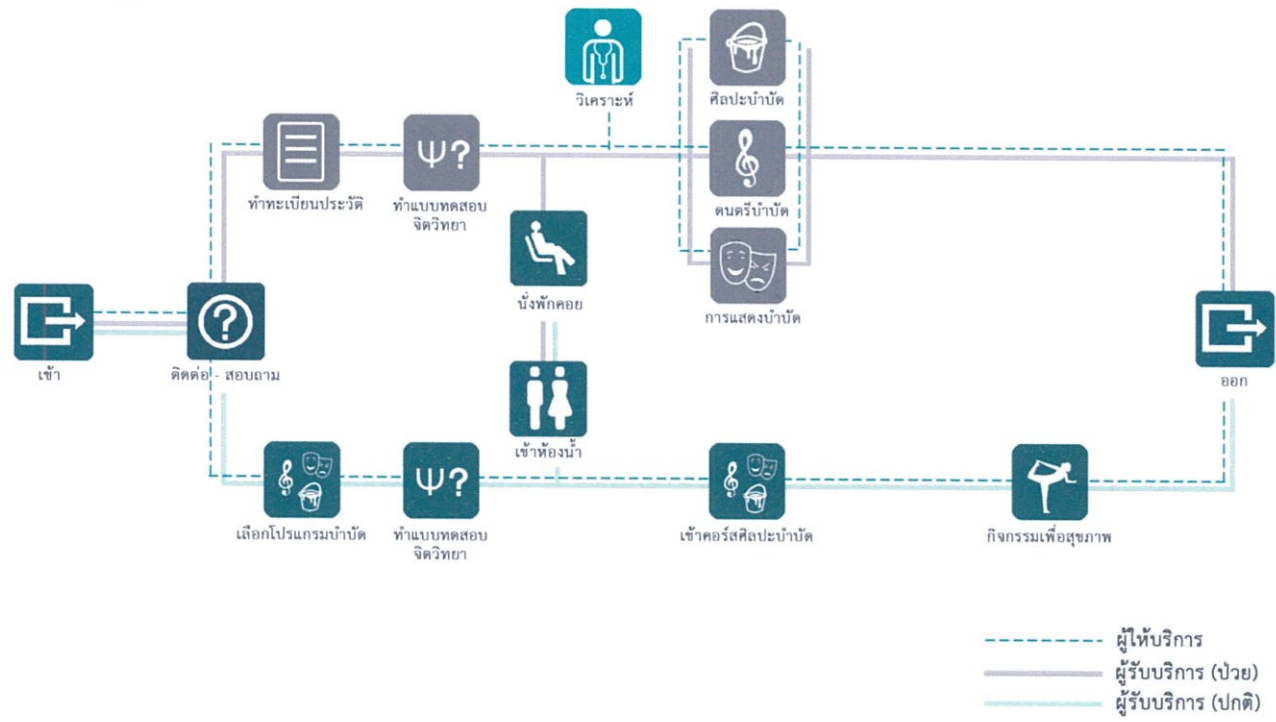 วิเคราะห์
ศิลปะบำบัด
ทำทะเบียนประวัติ
ทำแบบทดสอบ
จิตวิทยา
ดนตรีบำบัด
นั่งพักคอย
การแสดงบำบัด
เข้า
ติดต่อ - สอบถาม
ออก
เข้าห้องน้ำ
เลือกโปรแกรมบำบัด
ทำแบบทดสอบ
จิตวิทยา
เข้าคอร์สศิลปะบำบัด
กิจกรรมเพื่อสุขภาพ
ผู้ให้บริการ
ผู้รับบริการ (ป่วย)
ผู้รับบริการ (ปกติ)
ψ?
ψ?
?